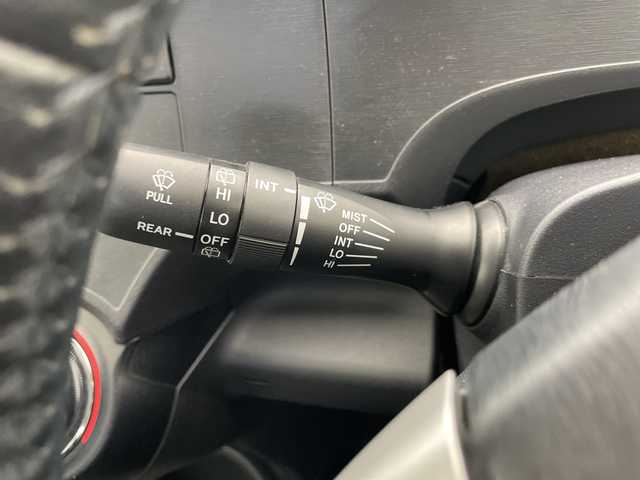 PULL
REAR
HI
LO
OFF
INT
MIST
OFF
INT
LO
HI